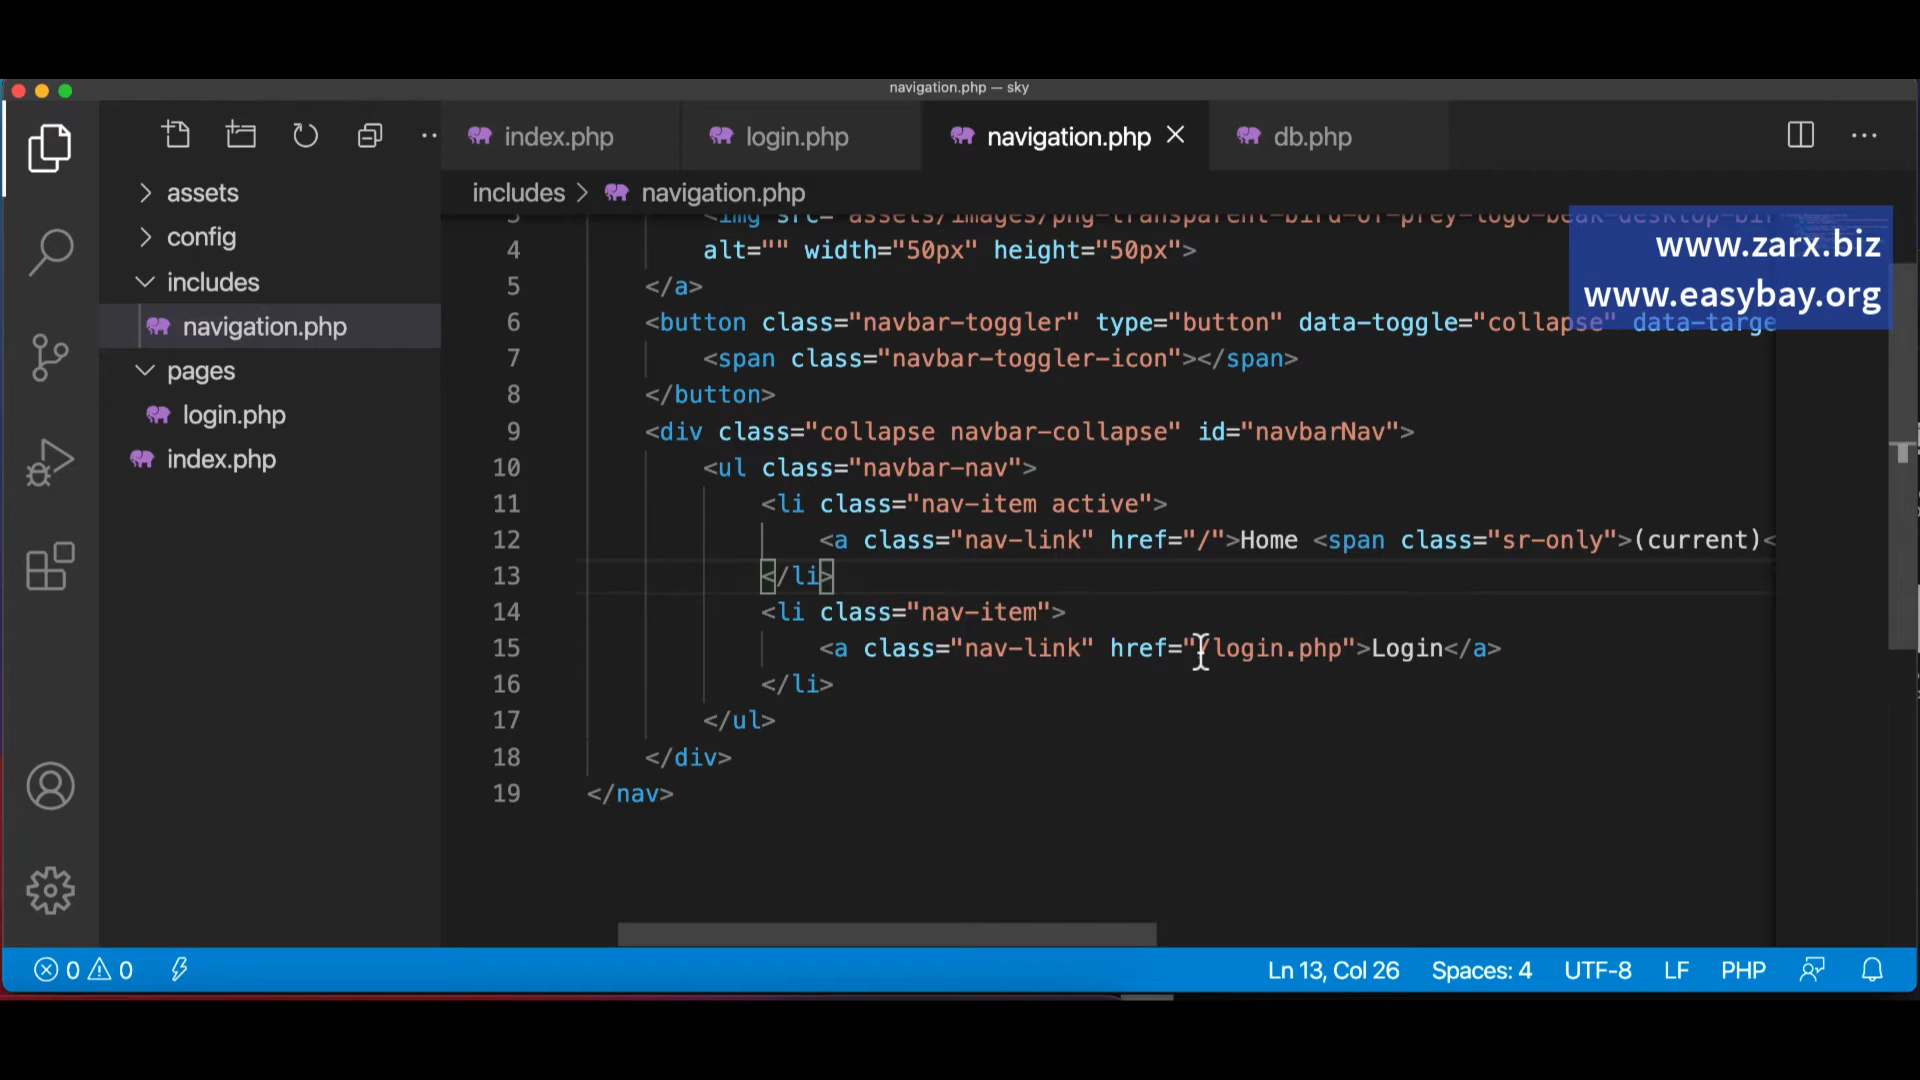 navigation.php — sky
index.php
login.php
navigation.php
db.php
includes > navigation.php
assets
config
includes
navigation.php
pages
login.php
index.php
www.zarx.biz
www.easybay.org
4 alt="" width="50px" height="50px">
5 </a>
6 <button class="navbar-toggler" type="button" data-toggle="collapse" data-targe
7 <span class="navbar-toggler-icon"></span>
8 </button>
9 <div class="collapse navbar-collapse" id="navbarNav">
10 <ul class="navbar-nav">
11 <li class="nav-item active">
12 <a class="nav-link" href="/">Home <span class="sr-only">(current)<
13 </li>
14 <li class="nav-item">
15 <a class="nav-link" href="/login.php">Login</a>
16 </li>
17 </ul>
18 </div>
19 </nav>
0 0 Ln 13, Col 26 Spaces: 4 UTF-8 LF PHP